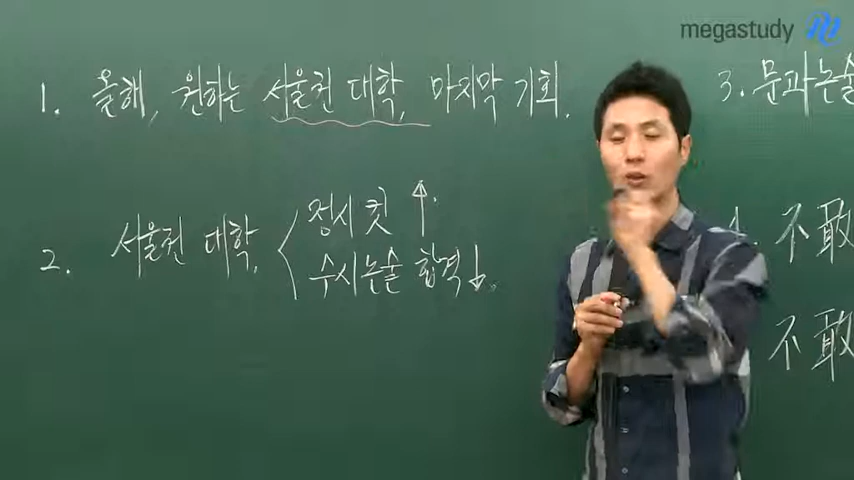 megastudy
1. 올해, 원하는 서울권 대학, 마지막 기회.
3. 문과논술
2. 서울권 대학, 정시 컷 ↑.
수시논술 합격↓.
不敢
不敢